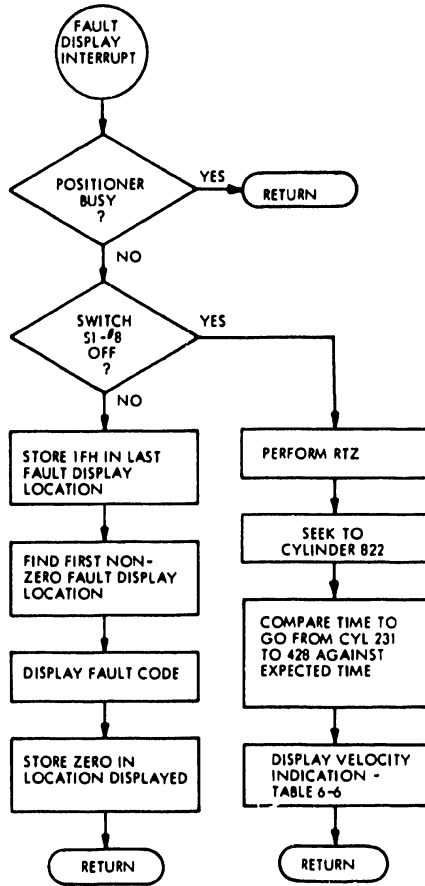 FAULT
DISPLAY
INTERRUPT
POSITIONER
BUSY
?
YES
RETURN
NO
SWITCH
S1-#8
OFF
?
YES
NO
STORE 1FH IN LAST
FAULT DISPLAY
LOCATION
FIND FIRST NON-
ZERO FAULT DISPLAY
LOCATION
DISPLAY FAULT CODE
STORE ZERO IN
LOCATION DISPLAYED
RETURN
PERFORM RTZ
SEEK TO
CYLINDER 822
COMPARE TIME TO
GO FROM CYL 231
TO 428 AGAINST
EXPECTED TIME
DISPLAY VELOCITY
INDICATION -
TABLE 6-6
RETURN